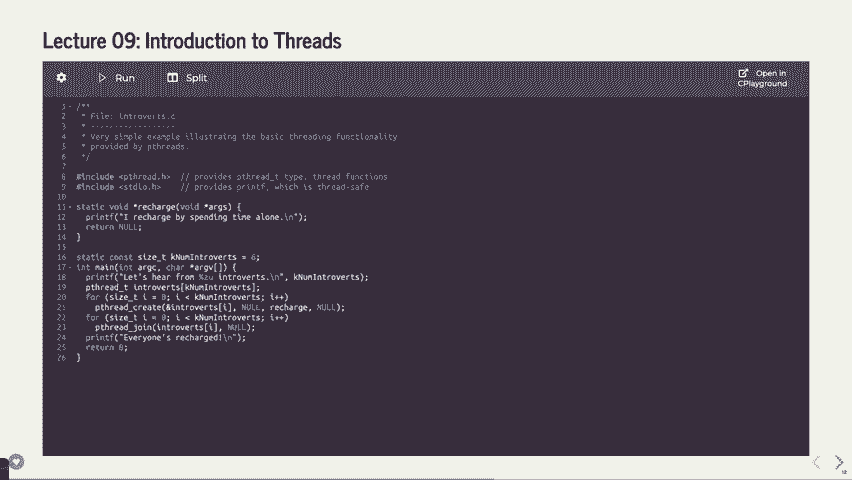 Lecture 09: Introduction to Threads
Run
Split
Open in
CPlayground
1 /**
2 * File: introverts.c
3 * -------------------
4 * Very simple example illustraing the basic threading functionality
5 * provided by pthreads.
6 */
7
8 #include <pthread.h> // provides pthread_t type, thread functions
9 #include <stdio.h> // provides printf, which is thread-safe
10
11 static void *recharge(void *args) {
12 printf("I recharge by spending time alone.\n");
13 return NULL;
14 }
15
16 static const size_t kNumIntroverts = 6;
17 int main(int argc, char *argv[]) {
18 printf("Let's hear from %zu introverts.\n", kNumIntroverts);
19 pthread_t introverts[kNumIntroverts];
20 for (size_t i = 0; i < kNumIntroverts; i++)
21 pthread_create(&introverts[i], NULL, recharge, NULL);
22 for (size_t i = 0; i < kNumIntroverts; i++)
23 pthread_join(introverts[i], NULL);
24 printf("Everyone's recharged!\n");
25 return 0;
26 }
12